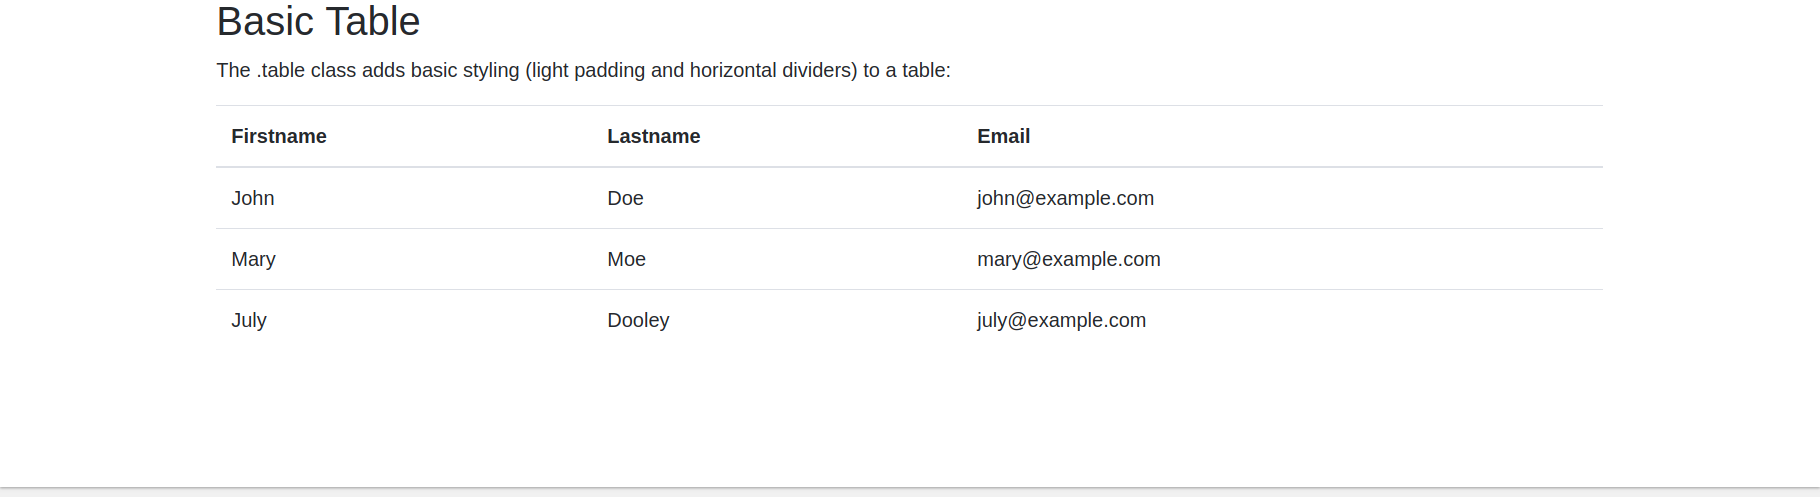 Basic Table
The .table class adds basic styling (light padding and horizontal dividers) to a table:
Firstname Lastname Email
John Doe john@example.com
Mary Moe mary@example.com
July Dooley july@example.com